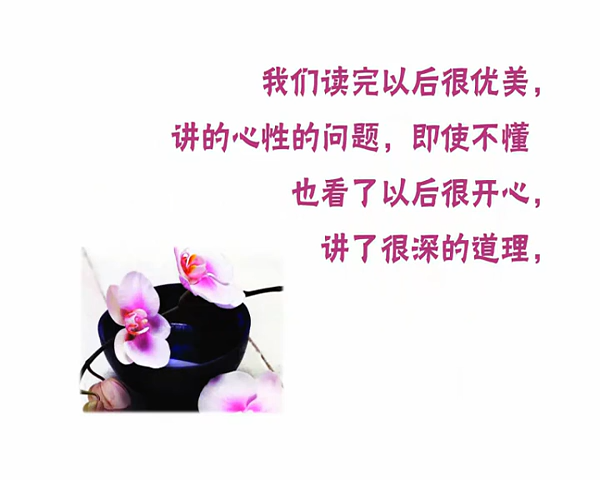 我们读完以后很优美，
讲的心性的问题，即使不懂
也看了以后很开心，
讲了很深的道理，